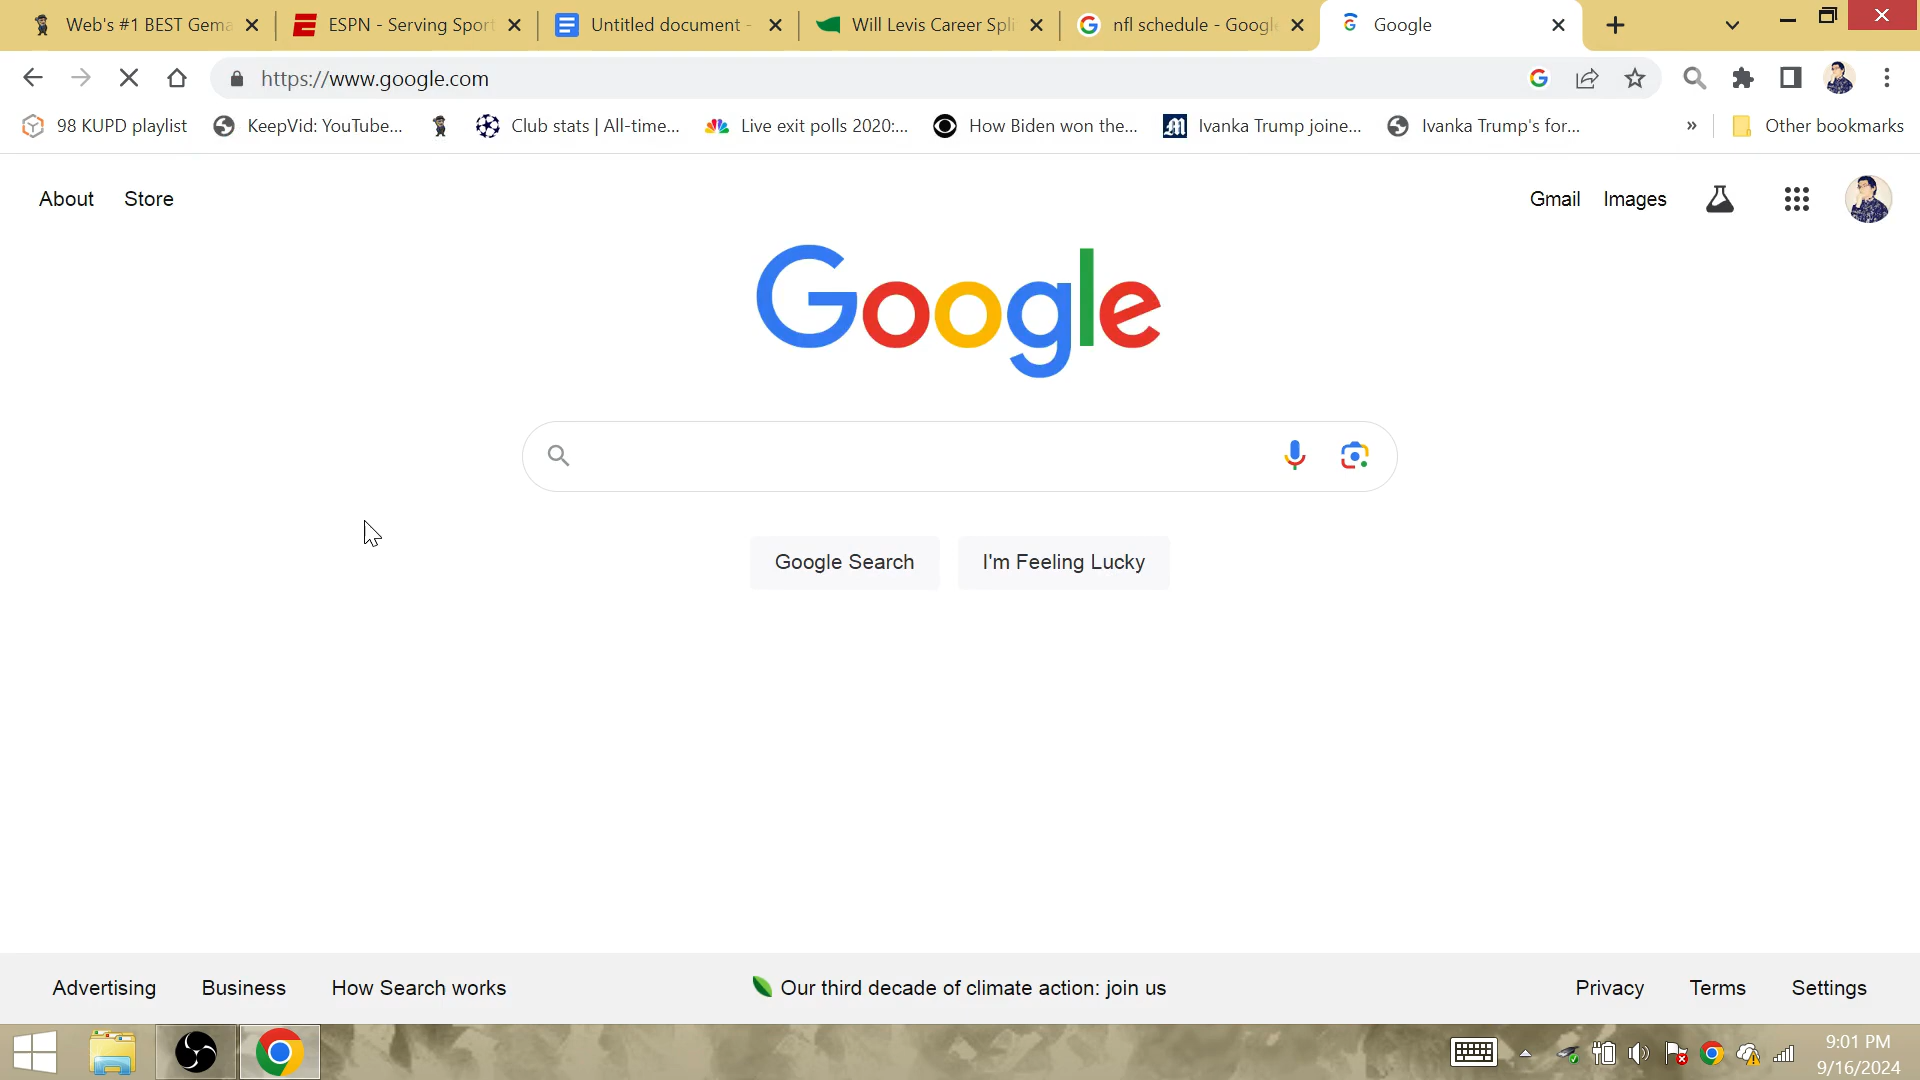 Web's #1 BEST Gema
ESPN - Serving Sport
Untitled document -
Will Levis Career Spli
nfl schedule - Google
Google
https://www.google.com
98 KUPD playlist
KeepVid: YouTube...
Club stats | All-time...
Live exit polls 2020:...
How Biden won the...
Ivanka Trump joine...
Ivanka Trump's for...
»
Other bookmarks
About
Store
Gmail
Images
Google
Google Search
I'm Feeling Lucky
Advertising
Business
How Search works
Our third decade of climate action: join us
Privacy
Terms
Settings
9:01 PM
9/16/2024